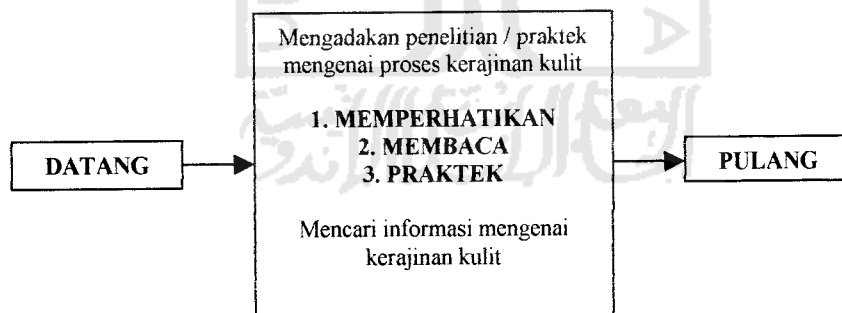 Mengadakan penelitian / praktek
mengenai proses kerajinan kulit
1. MEMPERHATIKAN
2. MEMBACA
3. PRAKTEK
DATANG
PULANG
Mencari informasi mengenai
kerajinan kulit